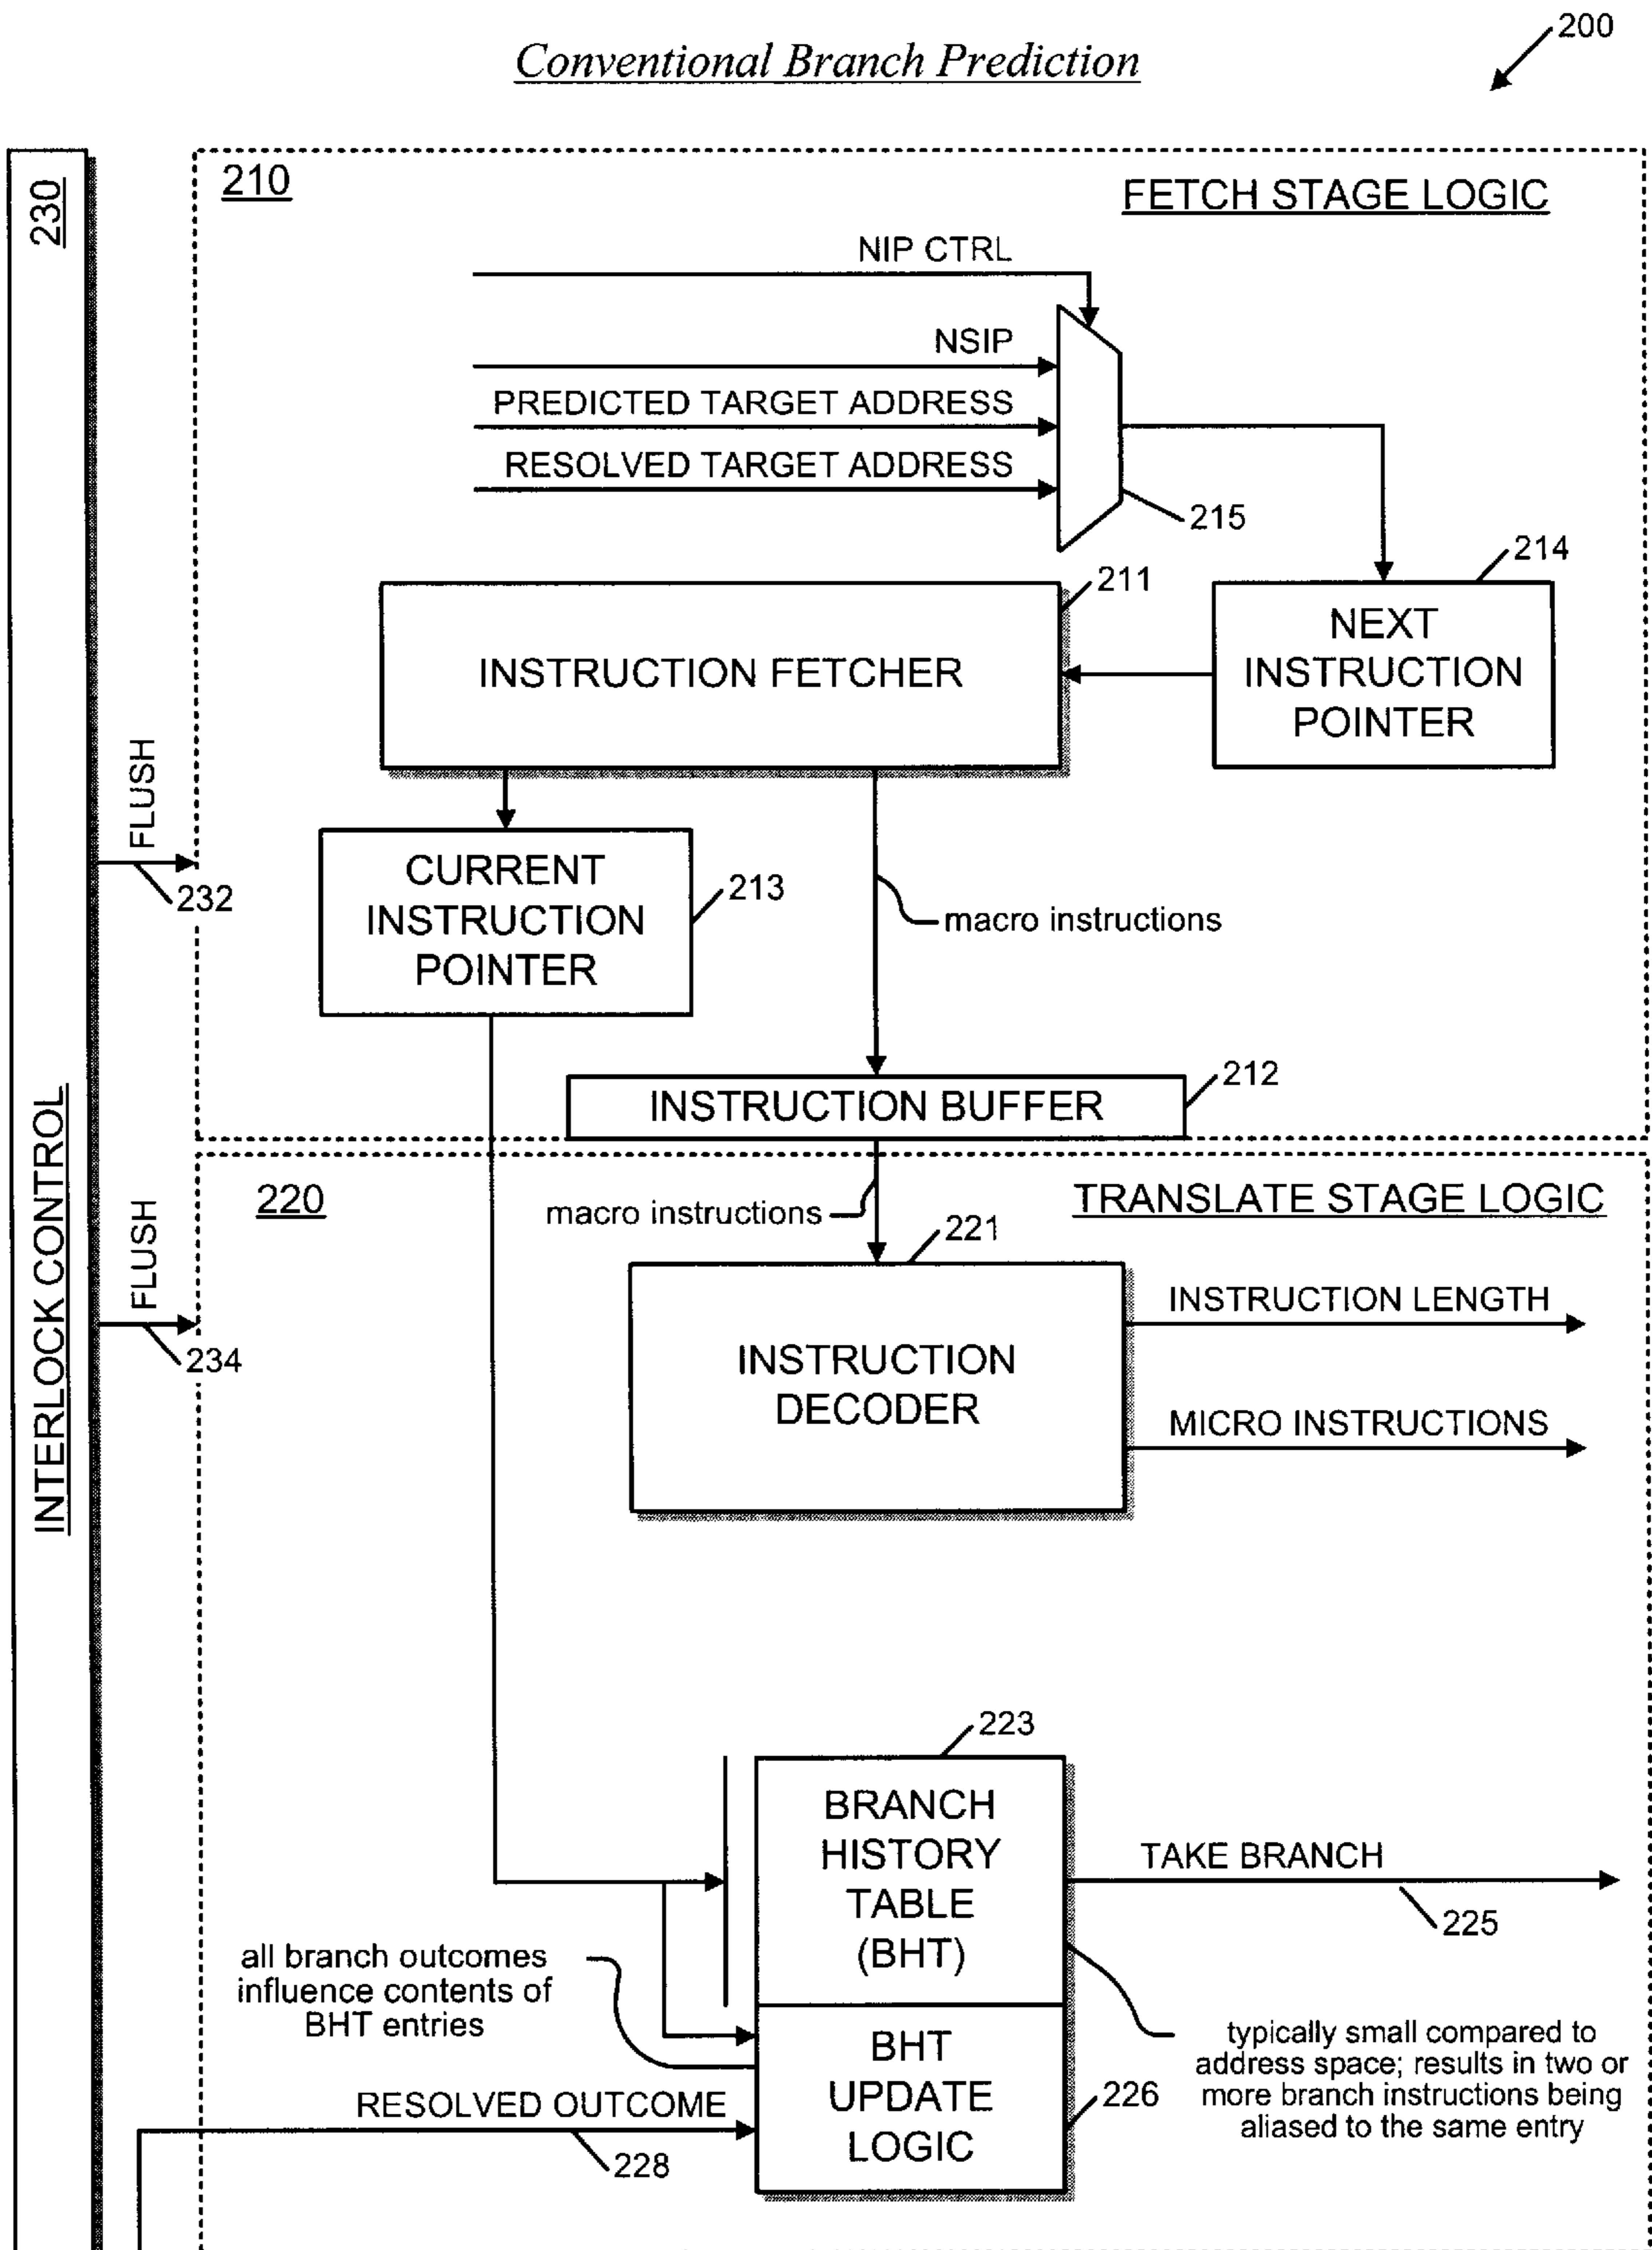 200
Conventional Branch Prediction
230
INTERLOCK CONTROL
210
FETCH STAGE LOGIC
NIP CTRL
NSIP
PREDICTED TARGET ADDRESS
RESOLVED TARGET ADDRESS
215
214
NEXT
INSTRUCTION
POINTER
211
INSTRUCTION FETCHER
FLUSH
232
CURRENT
INSTRUCTION
POINTER
213
macro instructions
212
INSTRUCTION BUFFER
220
TRANSLATE STAGE LOGIC
macro instructions
FLUSH
234
221
INSTRUCTION
DECODER
INSTRUCTION LENGTH
MICRO INSTRUCTIONS
223
BRANCH
HISTORY
TABLE
(BHT)
TAKE BRANCH
225
all branch outcomes
influence contents of
BHT entries
BHT
UPDATE
LOGIC
226
typically small compared to
address space; results in two or
more branch instructions being
aliased to the same entry
RESOLVED OUTCOME
228